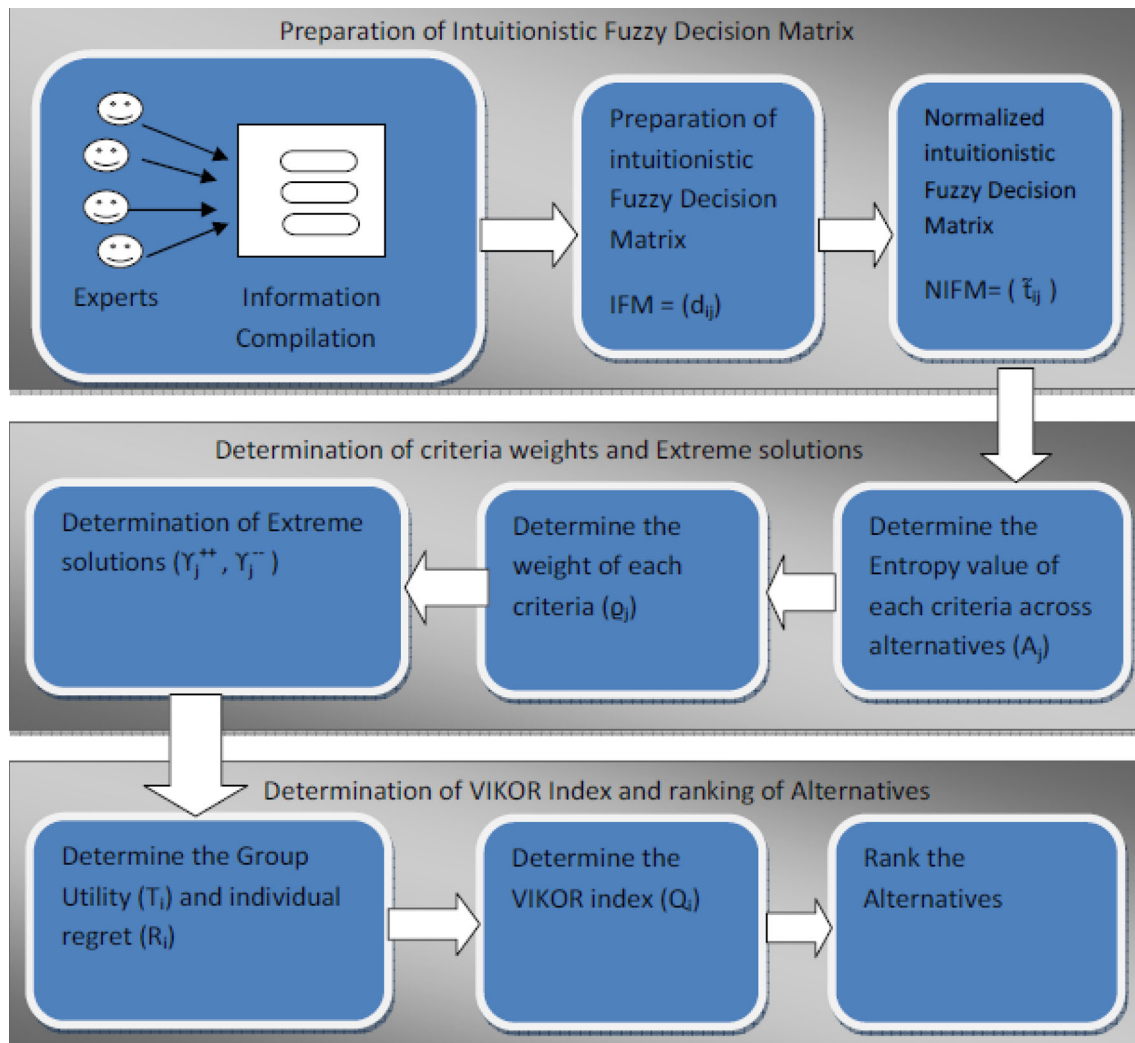 Preparation of Intuitionistic Fuzzy Decision Matrix
Experts
Information
Compilation
Preparation of
intuitionistic
Fuzzy Decision
Matrix
IFM = (dᵢⱼ)
Normalized
intuitionistic
Fuzzy Decision
Matrix
NIFM= ( t̃ᵢⱼ )
Determination of criteria weights and Extreme solutions
Determine the
Entropy value of
each criteria across
alternatives (Aⱼ)
Determine the
weight of each
criteria (ϱⱼ)
Determination of Extreme
solutions (ϒⱼ⁺⁺ , ϒⱼ⁻⁻ )
Determination of VIKOR Index and ranking of Alternatives
Determine the Group
Utility (Tᵢ) and individual
regret (Rᵢ)
Determine the
VIKOR index (Qᵢ)
Rank the
Alternatives